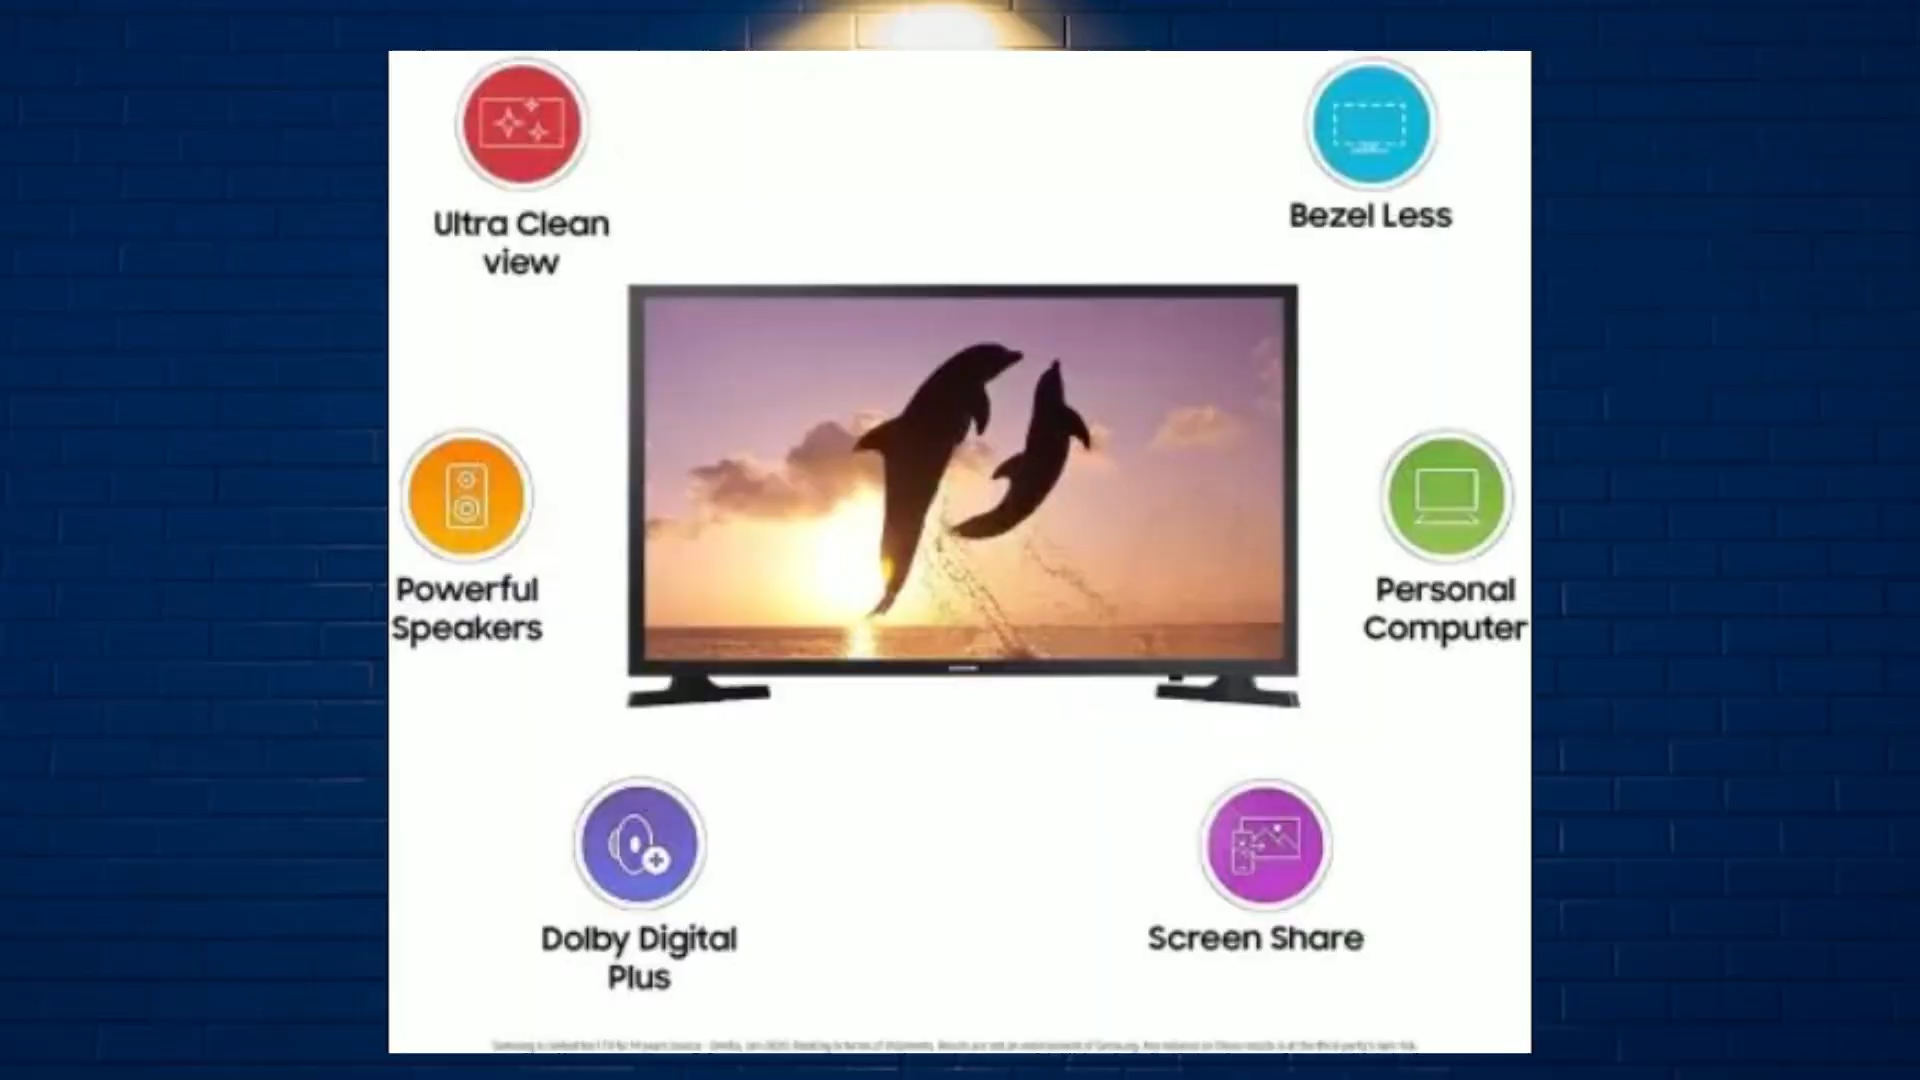 Ultra Clean
view
Bezel Less
Powerful
Speakers
Personal
Computer
Dolby Digital
Plus
Screen Share